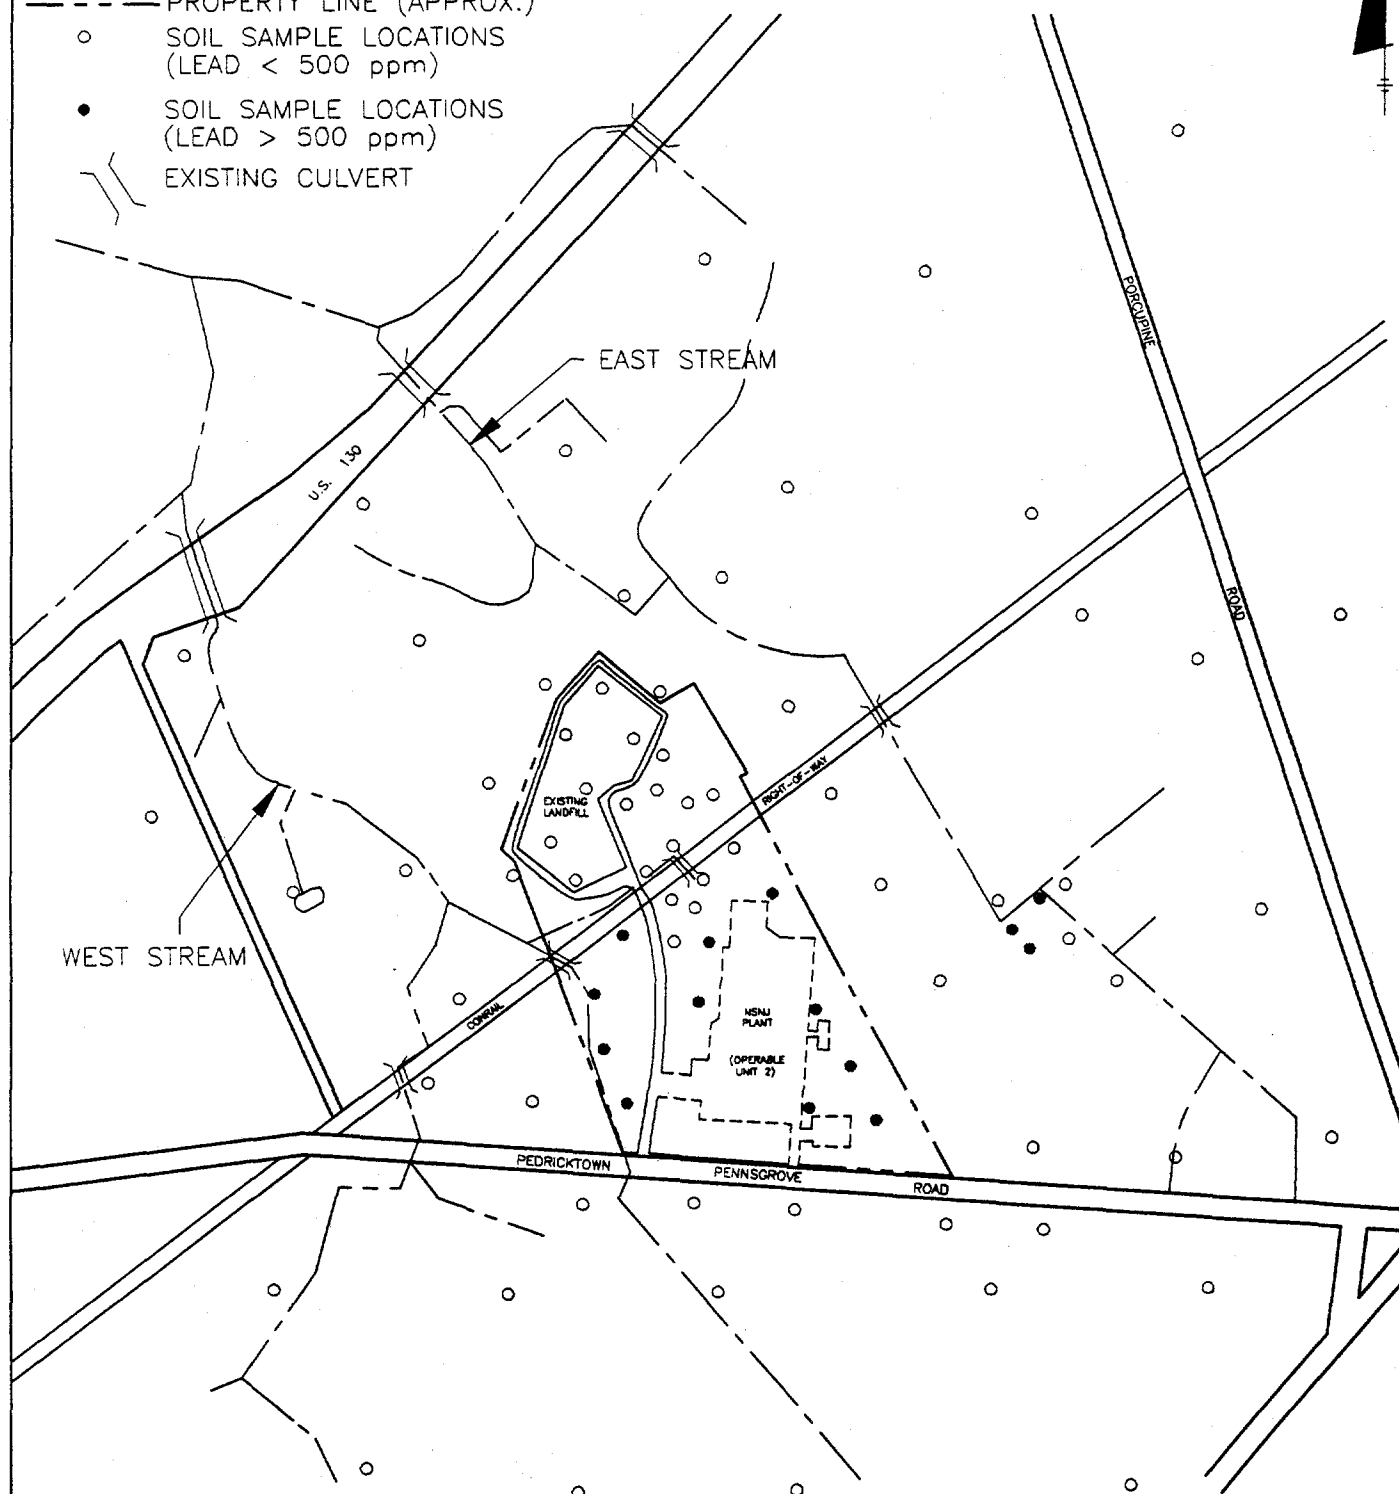 PROPERTY LINE (APPROX.)
SOIL SAMPLE LOCATIONS
(LEAD < 500 ppm)
SOIL SAMPLE LOCATIONS
(LEAD > 500 ppm)
EXISTING CULVERT
PORCUPINE
EAST STREAM
U.S. 130
ROAD
RIGHT-OF-WAY
EXISTING
LANDFILL
WEST STREAM
CONRAIL
NSNJ
PLANT
(OPERABLE
UNIT 2)
PEDRICKTOWN
PENNSGROVE
ROAD